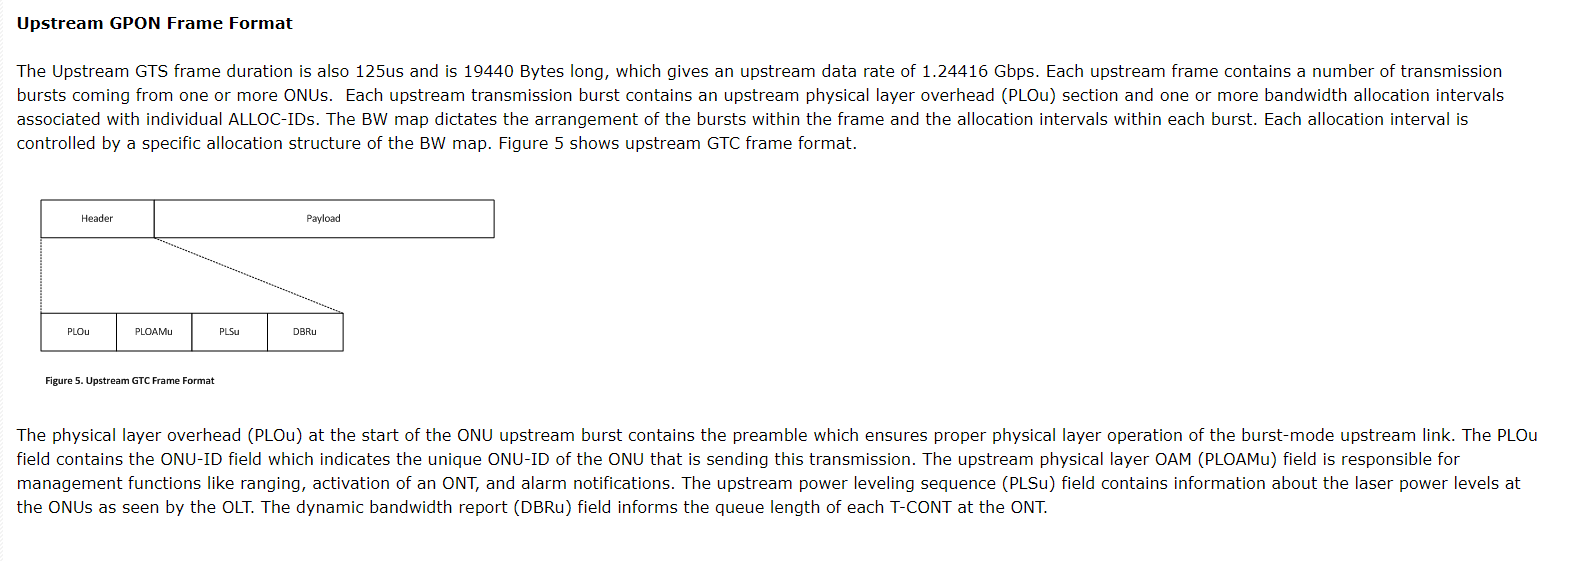 Upstream GPON Frame Format
The Upstream GTS frame duration is also 125us and is 19440 Bytes long, which gives an upstream data rate of 1.24416 Gbps. Each upstream frame contains a number of transmission
bursts coming from one or more ONUs.  Each upstream transmission burst contains an upstream physical layer overhead (PLOu) section and one or more bandwidth allocation intervals
associated with individual ALLOC-IDs. The BW map dictates the arrangement of the bursts within the frame and the allocation intervals within each burst. Each allocation interval is
controlled by a specific allocation structure of the BW map. Figure 5 shows upstream GTC frame format.
Header Payload
PLOu PLOAMu PLSu DBRu
Figure 5. Upstream GTC Frame Format
The physical layer overhead (PLOu) at the start of the ONU upstream burst contains the preamble which ensures proper physical layer operation of the burst-mode upstream link. The PLOu
field contains the ONU-ID field which indicates the unique ONU-ID of the ONU that is sending this transmission. The upstream physical layer OAM (PLOAMu) field is responsible for
management functions like ranging, activation of an ONT, and alarm notifications. The upstream power leveling sequence (PLSu) field contains information about the laser power levels at
the ONUs as seen by the OLT. The dynamic bandwidth report (DBRu) field informs the queue length of each T-CONT at the ONT.